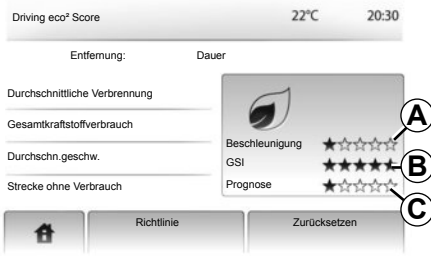 Driving eco² Score 22°C 20:30
Entfernung: Dauer
Durchschnittliche Verbrennung
Gesamtkraftstoffverbrauch
Durchschn.geschw.
Strecke ohne Verbrauch
Beschleunigung
GSI
Prognose
A
B
C
Richtlinie Zurücksetzen